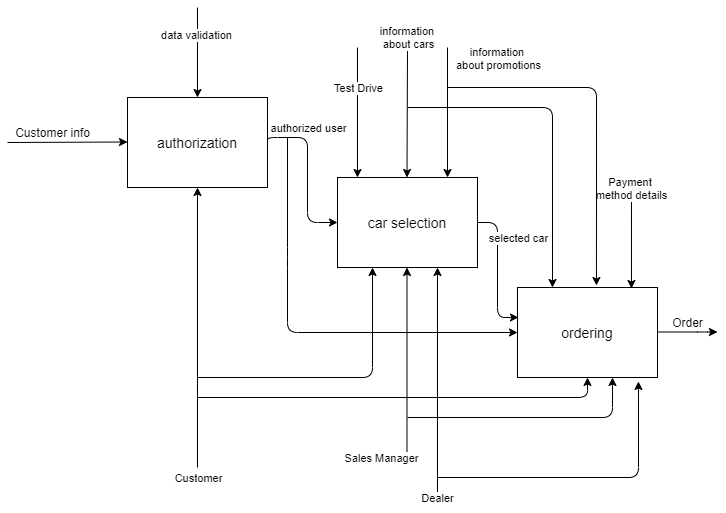 data validation
information
about cars
information
about promotions
Test Drive
Customer info
authorized user
authorization
Payment
method details
car selection
selected car
Order
ordering
Sales Manager
Customer
Dealer